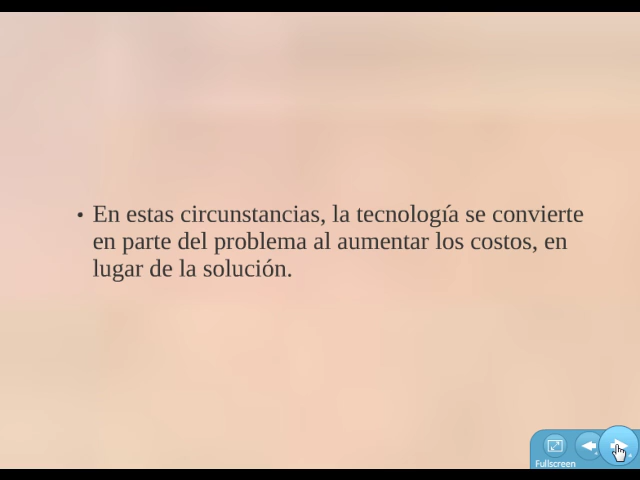 • En estas circunstancias, la tecnología se convierte
en parte del problema al aumentar los costos, en
lugar de la solución.
Fullscreen